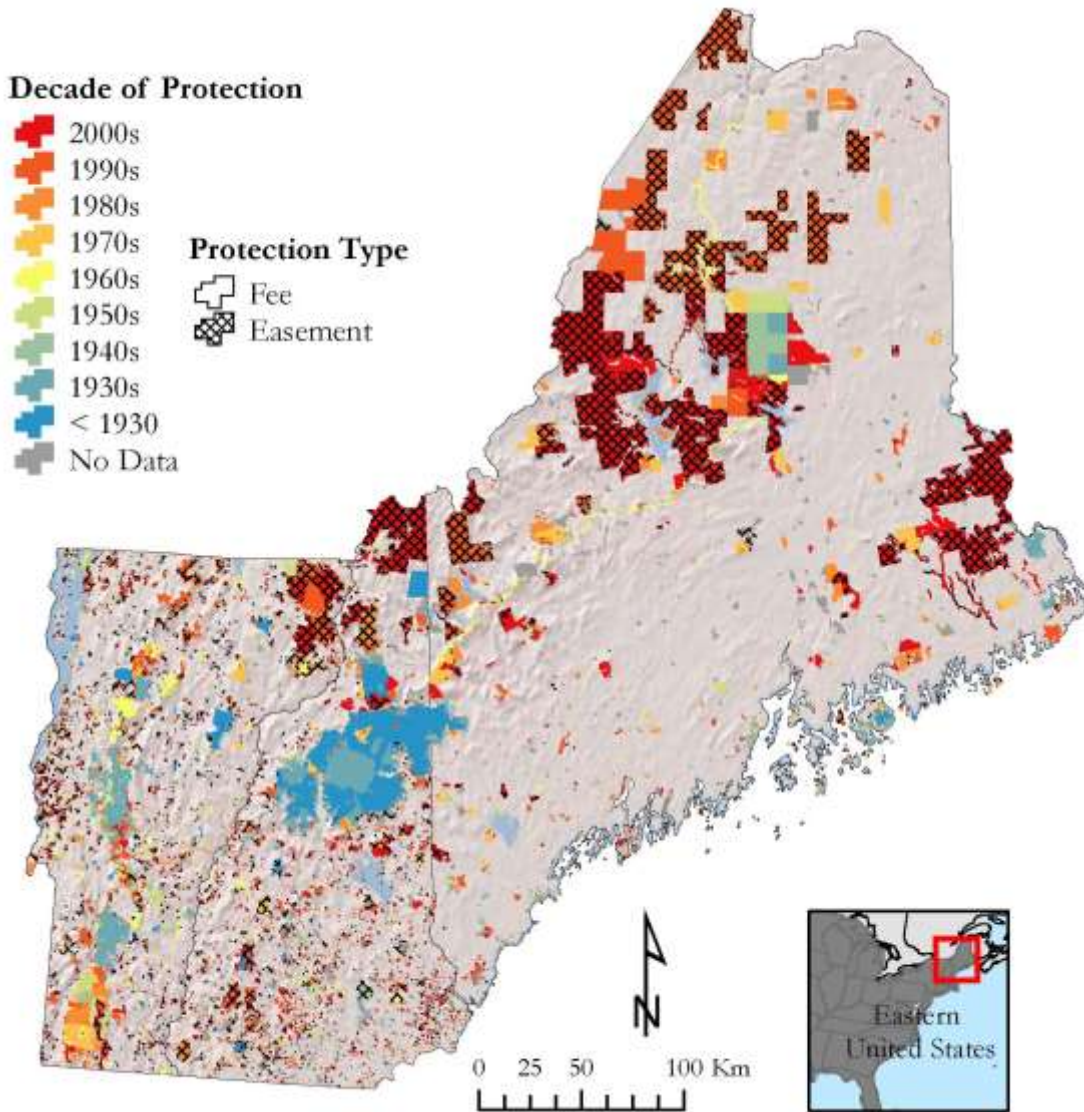 Decade of Protection
2000s
1990s
1980s
1970s
1960s
1950s
1940s
1930s
< 1930
No Data
Protection Type
Fee
Easement
N
0 25 50 100 Km
Eastern
United States